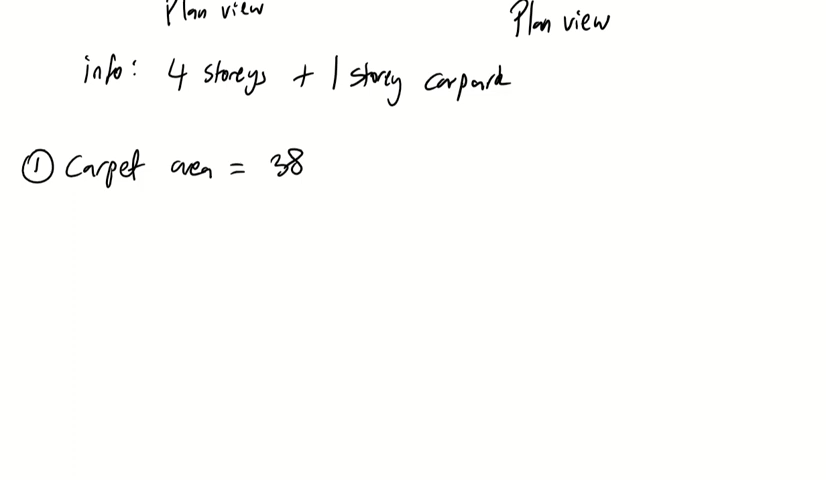 Plan view
Plan view
info: 4 storeys + 1 storey carpark
① Carpet area = 38